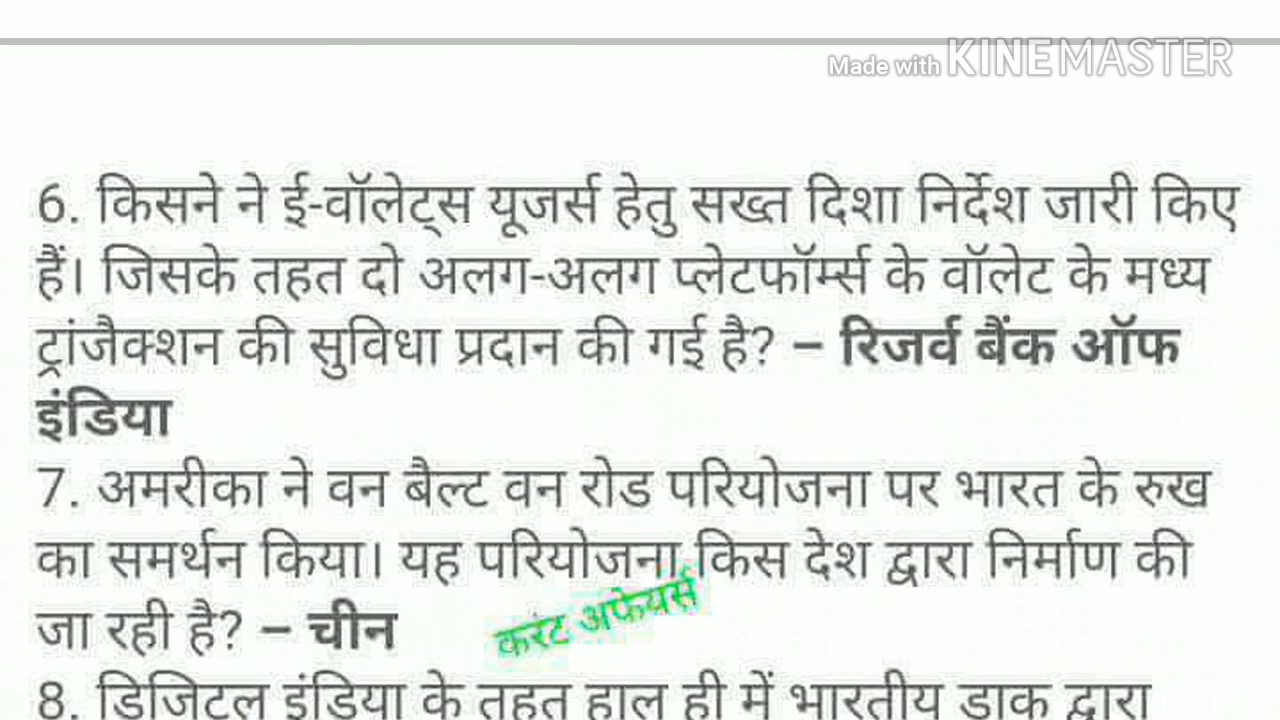 Made with KINEMASTER
6. किसने ने ई-वॉलेट्स यूजर्स हेतु सख्त दिशा निर्देश जारी किए
हैं। जिसके तहत दो अलग-अलग प्लेटफॉर्म्स के वॉलेट के मध्य
ट्रांजैक्शन की सुविधा प्रदान की गई है? – रिजर्व बैंक ऑफ
इंडिया
7. अमरीका ने वन बैल्ट वन रोड परियोजना पर भारत के रुख
का समर्थन किया। यह परियोजना किस देश द्वारा निर्माण की
जा रही है? – चीन
करंट अफेयर्स
8. डिजिटल इंडिया के तहत हाल ही में भारतीय डाक द्वारा